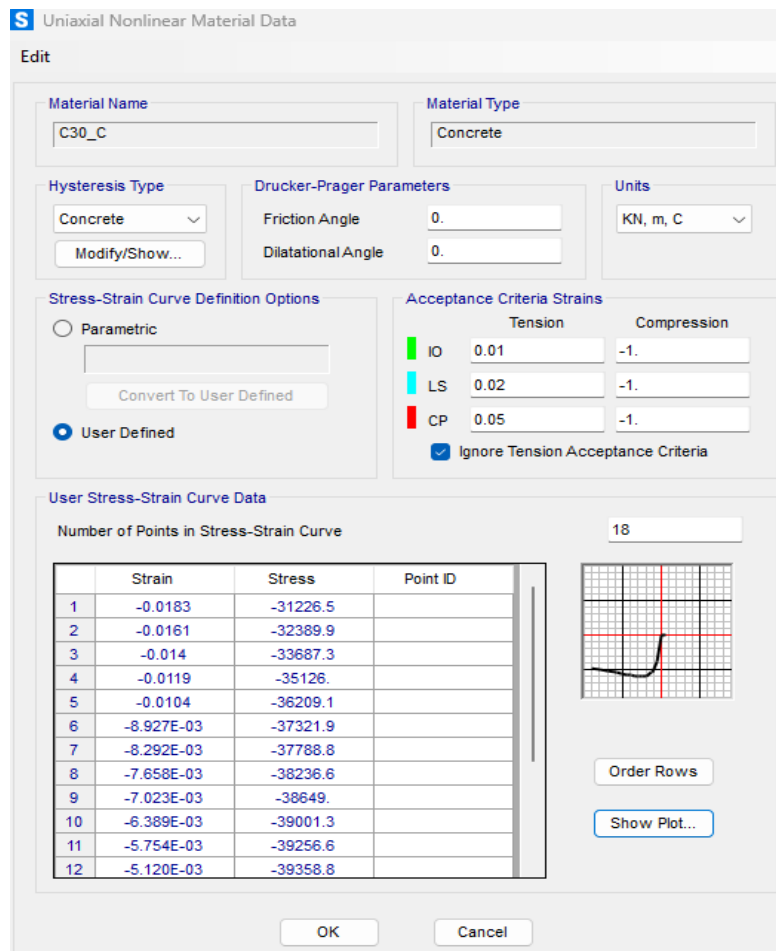 S Uniaxial Nonlinear Material Data
Edit
Material Name
C30_C
Material Type
Concrete
Hysteresis Type
Concrete
Modify/Show...
Drucker-Prager Parameters
Friction Angle 0.
Dilatational Angle 0.
Units
KN, m, C
Stress-Strain Curve Definition Options
Parametric
Convert To User Defined
User Defined
Acceptance Criteria Strains
Tension Compression
IO 0.01 -1.
LS 0.02 -1.
CP 0.05 -1.
Ignore Tension Acceptance Criteria
User Stress-Strain Curve Data
Number of Points in Stress-Strain Curve 18
Strain Stress Point ID
1 -0.0183 -31226.5
2 -0.0161 -32389.9
3 -0.014 -33687.3
4 -0.0119 -35126.
5 -0.0104 -36209.1
6 -8.927E-03 -37321.9
7 -8.292E-03 -37788.8
8 -7.658E-03 -38236.6
9 -7.023E-03 -38649.
10 -6.389E-03 -39001.3
11 -5.754E-03 -39256.6
12 -5.120E-03 -39358.8
Order Rows
Show Plot...
OK Cancel